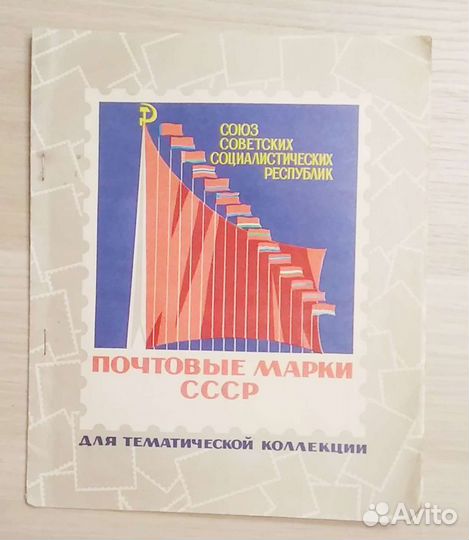 СОЮЗ
СОВЕТСКИХ
СОЦИАЛИСТИЧЕСКИХ
РЕСПУБЛИК
ПОЧТОВЫЕ МАРКИ
СССР
ДЛЯ ТЕМАТИЧЕСКОЙ КОЛЛЕКЦИИ
Avito